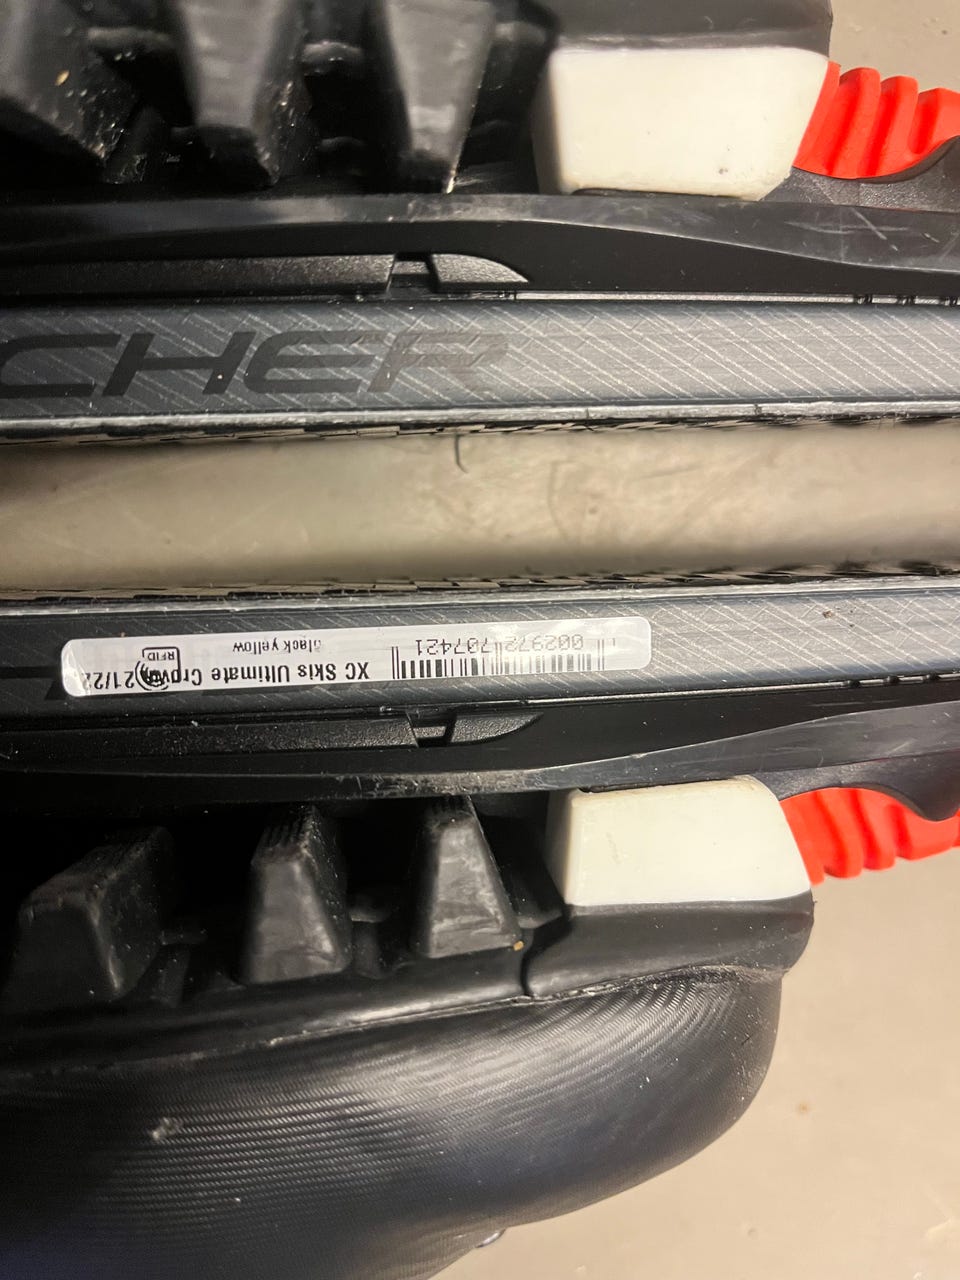 CHER
XC Skis Ultimate Crown 21/22
black yellow
002972 707421
RFID